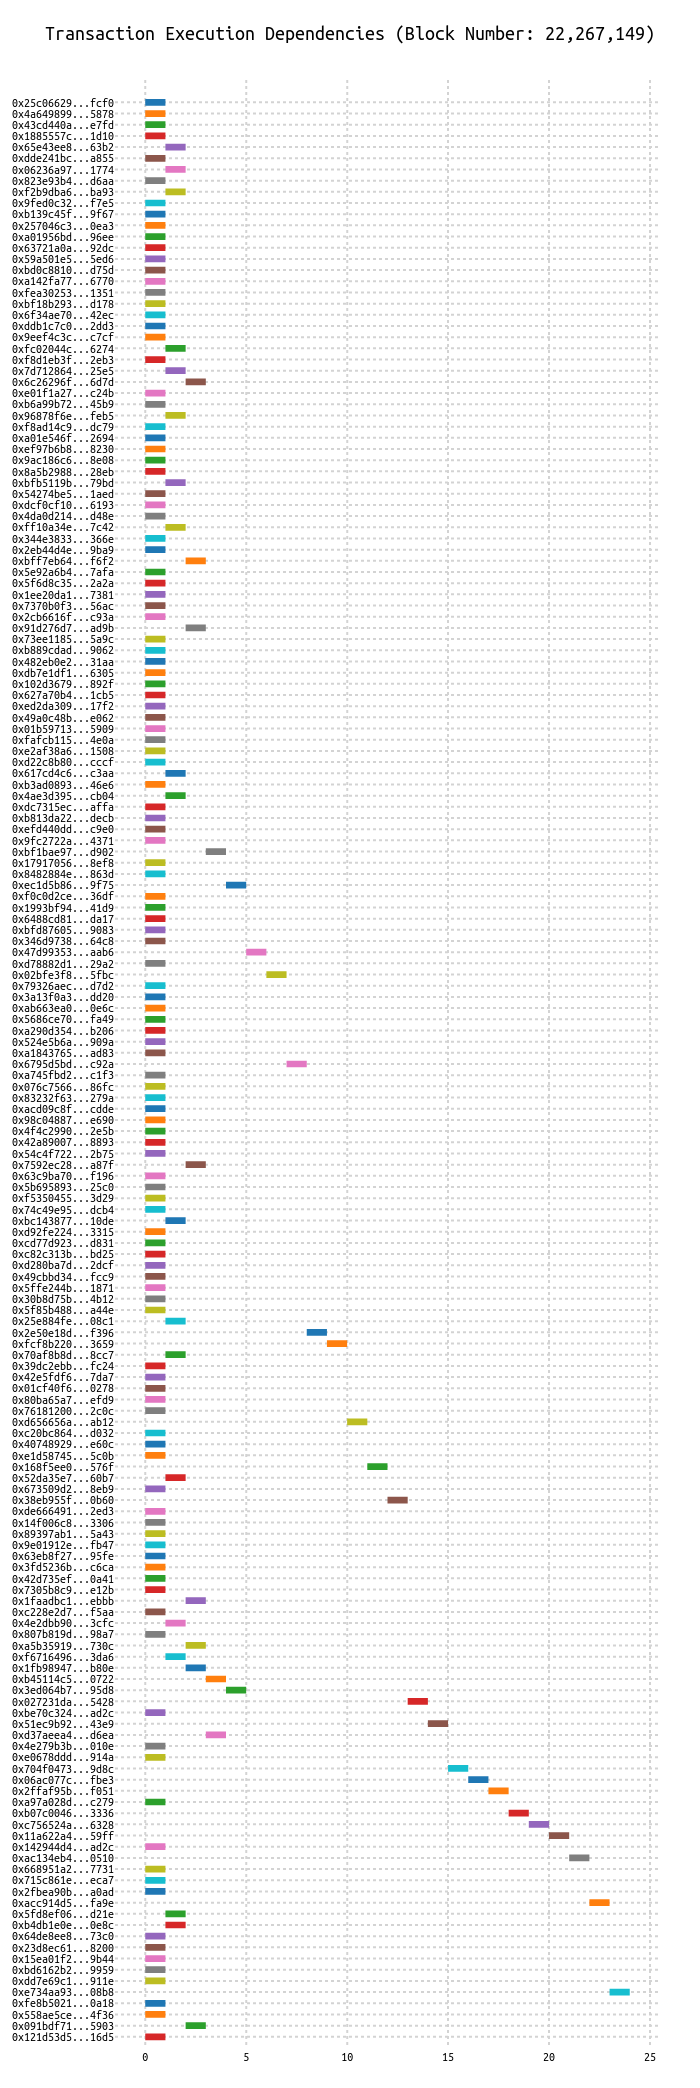 Transaction Execution Dependencies (Block Number: 22,267,149)
0x25c06629...fcf0
0x4a649899...5878
0x43cd440a...e7fd
0x1885557c...1d10
0x65e43ee8...63b2
0xdde241bc...a855
0x06236a97...1774
0x823e93b4...d6aa
0xf2b9dba6...ba93
0x9fed0c32...f7e5
0xb139c45f...9f67
0x257046c3...0ea3
0xa01956bd...96ee
0x63721a0a...92dc
0x59a501e5...5ed6
0xbd0c8810...d75d
0xa142fa77...6770
0xfea30253...1351
0xbf18b293...d178
0x6f34ae70...42ec
0xddb1c7c0...2dd3
0x9eef4c3c...c7cf
0xfc02044c...6274
0xf8d1eb3f...2eb3
0x7d712864...25e5
0x6c26296f...6d7d
0xe01f1a27...c24b
0xb6a99b72...45b9
0x96878f6e...feb5
0xf8ad14c9...dc79
0xa01e546f...2694
0xef97b6b8...8230
0x9ac186c6...8e08
0x8a5b2988...28eb
0xbfb5119b...79bd
0x54274be5...1aed
0xdcf0cf10...6193
0x4da0d214...d48e
0xff10a34e...7c42
0x344e3833...366e
0x2eb44d4e...9ba9
0xbff7eb64...f6f2
0x5e92a6b4...7afa
0x5f6d8c35...2a2a
0x1ee20da1...7381
0x7370b0f3...56ac
0x2cb6616f...c93a
0x91d276d7...ad9b
0x73ee1185...5a9c
0xb889cdad...9062
0x482eb0e2...31aa
0xdb7e1df1...6305
0x102d3679...892f
0x627a70b4...1cb5
0xed2da309...17f2
0x49a0c48b...e062
0x01b59713...5909
0xfafcb115...4e0a
0xe2af38a6...1508
0xd22c8b80...cccf
0x617cd4c6...c3aa
0xb3ad0893...46e6
0x4ae3d395...cb04
0xdc7315ec...affa
0xb813da22...decb
0xefd440dd...c9e0
0x9fc2722a...4371
0xbf1bae97...d902
0x17917056...8ef8
0x8482884e...863d
0xec1d5b86...9f75
0xf0c0d2ce...36df
0x1993bf94...41d9
0x6488cd81...da17
0xbfd87605...9083
0x346d9738...64c8
0x47d99353...aab6
0xd78882d1...29a2
0x02bfe3f8...5fbc
0x79326aec...d7d2
0x3a13f0a3...dd20
0xab663ea0...0e6c
0x5686ce70...fa49
0xa290d354...b206
0x524e5b6a...909a
0xa1843765...ad83
0x6795d5bd...c92a
0xa745fbd2...c1f3
0x076c7566...86fc
0x83232f63...279a
0xacd09c8f...cdde
0x98c04887...e690
0x4f4c2990...2e5b
0x42a89007...8893
0x54c4f722...2b75
0x7592ec28...a87f
0x63c9ba70...f196
0x5b695893...25c0
0xf5350455...3d29
0x74c49e95...dcb4
0xbc143877...10de
0xd92fe224...3315
0xcd77d923...d831
0xc82c313b...bd25
0xd280ba7d...2dcf
0x49cbbd34...fcc9
0x5ffe244b...1871
0x30b8d75b...4b12
0x5f85b488...a44e
0x25e884fe...08c1
0x2e50e18d...f396
0xfcf8b220...3659
0x70af8b8d...8cc7
0x39dc2ebb...fc24
0x42e5fdf6...7da7
0x01cf40f6...0278
0x80ba65a7...efd9
0x76181200...2c0c
0xd656656a...ab12
0xc20bc864...d032
0x40748929...e60c
0xe1d58745...5c0b
0x168f5ee0...576f
0x52da35e7...60b7
0x673509d2...8eb9
0x38eb955f...0b60
0xde666491...2ed3
0x14f006c8...3306
0x89397ab1...5a43
0x9e01912e...fb47
0x63eb8f27...95fe
0x3fd5236b...c6ca
0x42d735ef...0a41
0x7305b8c9...e12b
0x1faadbc1...ebbb
0xc228e2d7...f5aa
0x4e2dbb90...3cfc
0x807b819d...98a7
0xa5b35919...730c
0xf6716496...3da6
0x1fb98947...b80e
0xb45114c5...0722
0x3ed064b7...95d8
0x027231da...5428
0xbe70c324...ad2c
0x51ec9b92...43e9
0xd37aeea4...d6ea
0x4e279b3b...010e
0xe0678ddd...914a
0x704f0473...9d8c
0x06ac077c...fbe3
0x2ffaf95b...f051
0xa97a028d...c279
0xb07c0046...3336
0xc756524a...6328
0x11a622a4...59ff
0x142944d4...ad2c
0xac134eb4...0510
0x668951a2...7731
0x715c861e...eca7
0x2fbea90b...a0ad
0xacc914d5...fa9e
0x5fd8ef06...d21e
0xb4db1e0e...0e8c
0x64de8ee8...73c0
0x23d8ec61...8200
0x15ea01f2...9b44
0xbd6162b2...9959
0xdd7e69c1...911e
0xe734aa93...08b8
0xfe8b5021...0a18
0x558ae5ce...4f36
0x091bdf71...5903
0x121d53d5...16d5
0 5 10 15 20 25